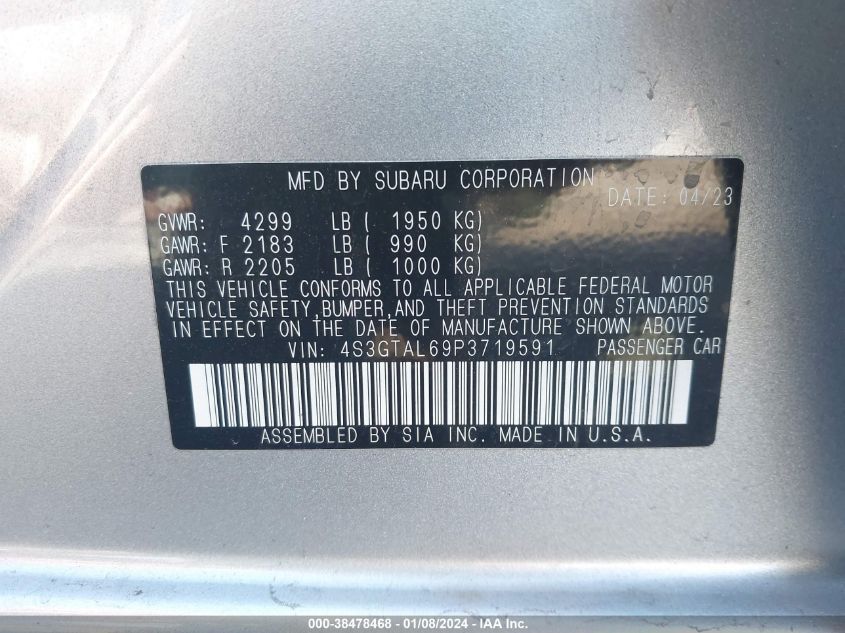 MFD BY SUBARU CORPORATION
DATE: 04/23
GVWR: 4299 LB ( 1950 KG)
GAWR: F 2183 LB ( 990 KG)
GAWR: R 2205 LB ( 1000 KG)
THIS VEHICLE CONFORMS TO ALL APPLICABLE FEDERAL MOTOR
VEHICLE SAFETY,BUMPER,AND THEFT PREVENTION STANDARDS
IN EFFECT ON THE DATE OF MANUFACTURE SHOWN ABOVE.
VIN: 4S3GTAL69P3719591 PASSENGER CAR
ASSEMBLED BY SIA INC. MADE IN U.S.A.
000-38478468 - 01/08/2024 - IAA Inc.